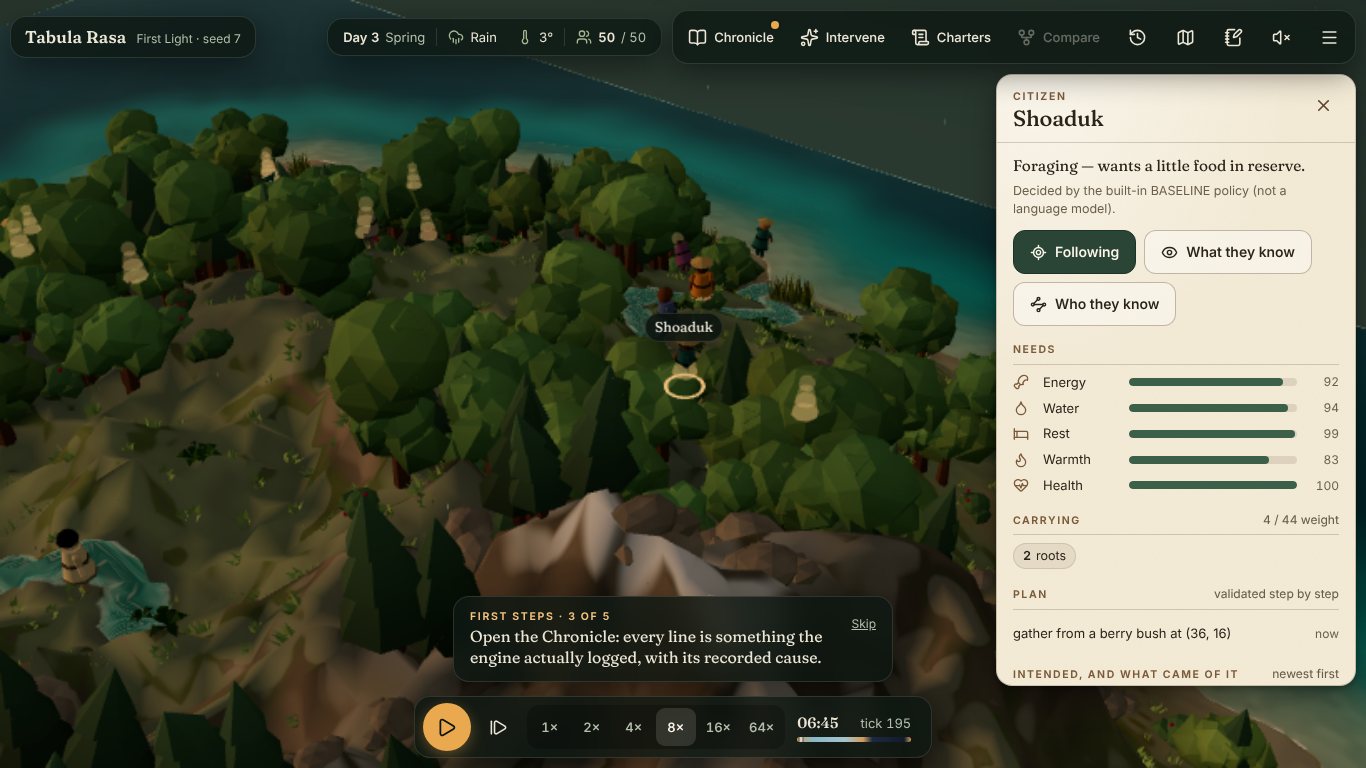 Tabula Rasa First Light · seed 7
Day 3 Spring Rain 3° 50 / 50
Chronicle Intervene Charters Compare
CITIZEN
Shoaduk
Foraging — wants a little food in reserve.
Decided by the built-in BASELINE policy (not a
language model).
Following What they know
Who they know
NEEDS
Energy 92
Water 94
Rest 99
Warmth 83
Health 100
CARRYING 4 / 44 weight
2 roots
PLAN validated step by step
gather from a berry bush at (36, 16) now
INTENDED, AND WHAT CAME OF IT newest first
Shoaduk
FIRST STEPS · 3 OF 5
Open the Chronicle: every line is something the
engine actually logged, with its recorded cause.
Skip
1× 2× 4× 8× 16× 64× 06:45 tick 195